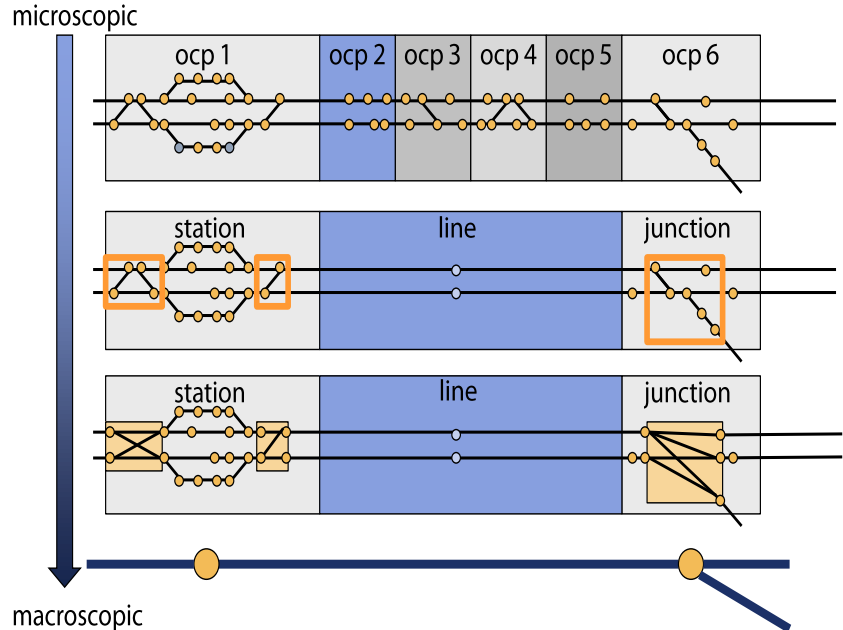 microscopic
ocp 1 ocp 2 ocp 3 ocp 4 ocp 5 ocp 6
station line junction
station line junction
macroscopic